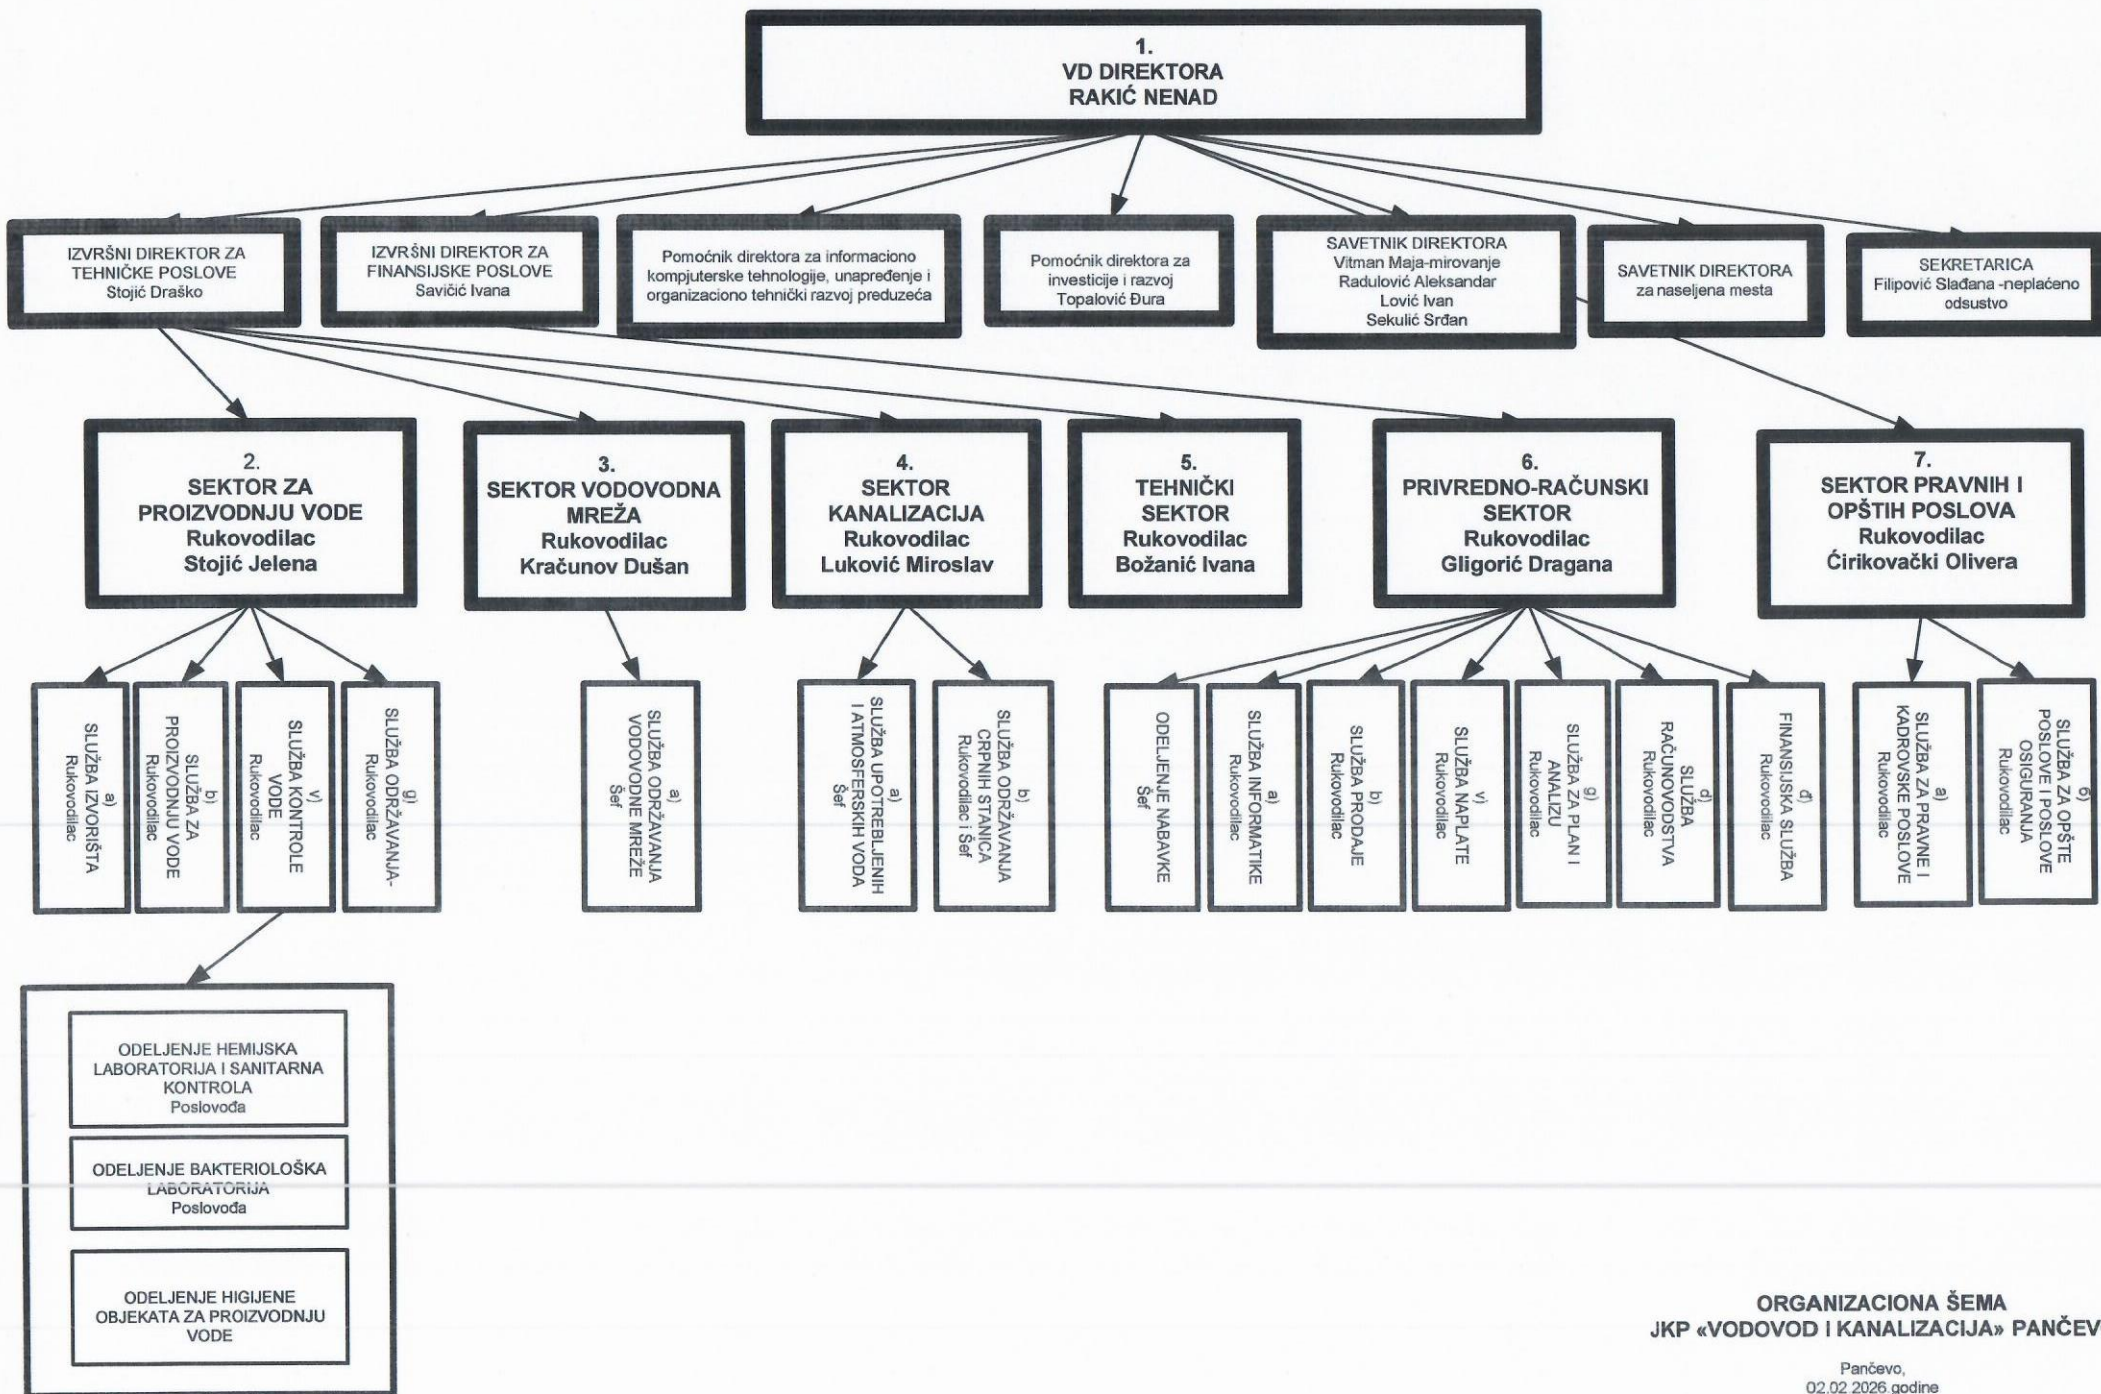 1.
VD DIREKTORA
RAKIĆ NENAD
IZVRŠNI DIREKTOR ZA
TEHNIČKE POSLOVE
Stojić Draško
IZVRŠNI DIREKTOR ZA
FINANSIJSKE POSLOVE
Savičić Ivana
Pomoćnik direktora za informaciono
kompjuterske tehnologije, unapređenje i
organizaciono tehnički razvoj preduzeća
Pomoćnik direktora za
investicije i razvoj
Topalović Đura
SAVETNIK DIREKTORA
Vitman Maja-mirovanje
Radulović Aleksandar
Lović Ivan
Sekulić Srđan
SAVETNIK DIREKTORA
za naseljena mesta
SEKRETARICA
Filipović Slađana -neplaćeno
odsustvo
2.
SEKTOR ZA
PROIZVODNJU VODE
Rukovodilac
Stojić Jelena
3.
SEKTOR VODOVODNA
MREŽA
Rukovodilac
Kračunov Dušan
4.
SEKTOR
KANALIZACIJA
Rukovodilac
Luković Miroslav
5.
TEHNIČKI
SEKTOR
Rukovodilac
Božanić Ivana
6.
PRIVREDNO-RAČUNSKI
SEKTOR
Rukovodilac
Gligorić Dragana
7.
SEKTOR PRAVNIH I
OPŠTIH POSLOVA
Rukovodilac
Ćirikovački Olivera
a)
SLUŽBA IZVORIŠTA
Rukovodilac
b)
SLUŽBA ZA
PROIZVODNJU VODE
Rukovodilac
v)
SLUŽBA KONTROLE
VODE
Rukovodilac
g)
SLUŽBA ODRŽAVANJA-
Rukovodilac
a)
SLUŽBA ODRŽAVANJA
VODOVODNE MREŽE
Šef
a)
SLUŽBA UPOTREBLJENIH
I ATMOSFERSKIH VODA
Šef
b)
SLUŽBA ODRŽAVANJA
CRPNIH STANICA
Rukovodilac i Šef
ODELJENJE NABAVKE
Šef
a)
SLUŽBA INFORMATIKE
Rukovodilac
b)
SLUŽBA PRODAJE
Rukovodilac
v)
SLUŽBA NAPLATE
Rukovodilac
g)
SLUŽBA ZA PLAN I
ANALIZU
Rukovodilac
d)
SLUŽBA
RAČUNOVODSTVA
Rukovodilac
đ)
FINANSIJSKA SLUŽBA
Rukovodilac
a)
SLUŽBA ZA PRAVNE I
KADROVSKE POSLOVE
Rukovodilac
б)
SLUŽBA ZA OPŠTE
POSLOVE I POSLOVE
OSIGURANJA
Rukovodilac
ODELJENJE HEMIJSKA
LABORATORIJA I SANITARNA
KONTROLA
Poslovođa
ODELJENJE BAKTERIOLOŠKA
LABORATORIJA
Poslovođa
ODELJENJE HIGIJENE
OBJEKATA ZA PROIZVODNJU
VODE
ORGANIZACIONA ŠEMA
JKP «VODOVOD I KANALIZACIJA» PANČEV
Pančevo,
02.02.2026.godine